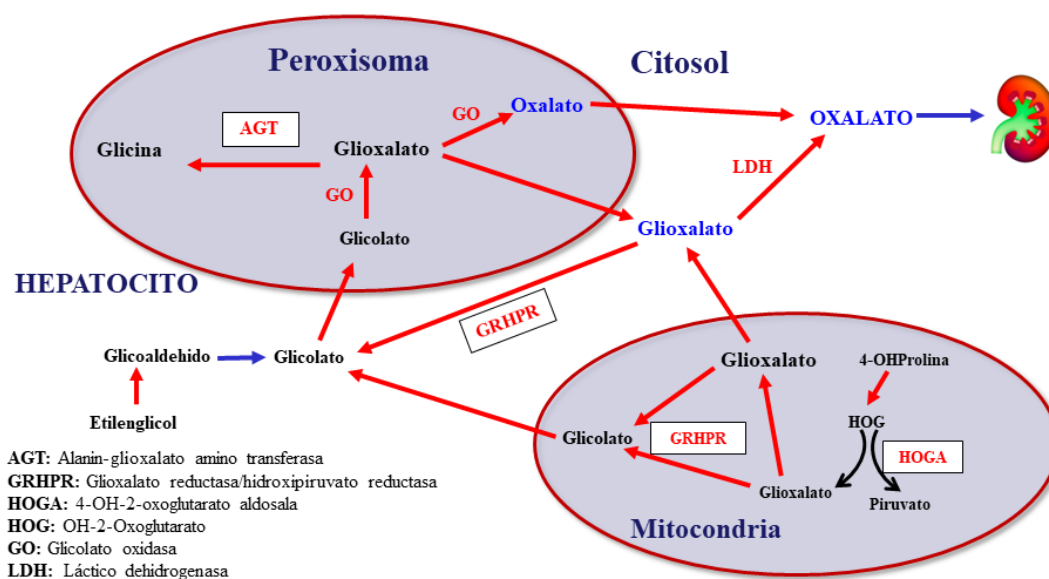 Peroxisoma
Citosol
GO
Oxalato
OXALATO
AGT
Glicina
Glioxalato
LDH
GO
Glicolato
Glioxalato
HEPATOCITO
GRHPR
Glicoaldehido
Glicolato
Glioxalato
4-OHProlina
Etilenglicol
HOG
Glicolato
GRHPR
HOGA
Glioxalato
Piruvato
Mitocondria
AGT: Alanin-glioxalato amino transferasa
GRHPR: Glioxalato reductasa/hidroxipiruvato reductasa
HOGA: 4-OH-2-oxoglutarato aldosala
HOG: OH-2-Oxoglutarato
GO: Glicolato oxidasa
LDH: Láctico dehidrogenasa